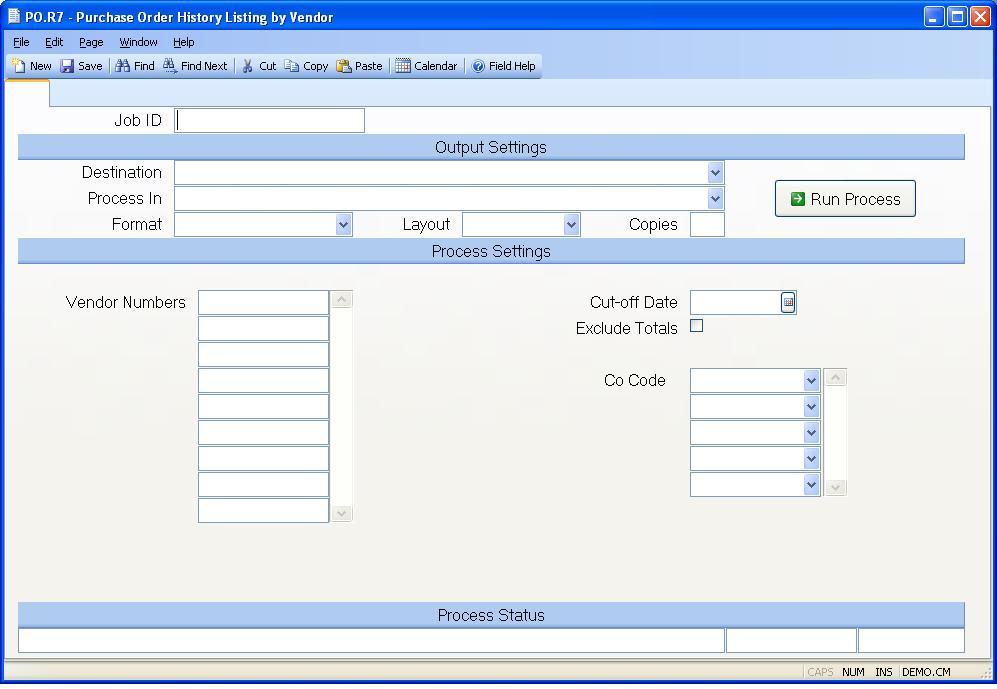 PO.R7 - Purchase Order History Listing by Vendor
File Edit Page Window Help
New Save Find Find Next Cut Copy Paste Calendar Field Help
Job ID
Output Settings
Destination
Process In
Run Process
Format Layout Copies
Process Settings
Vendor Numbers Cut-off Date
Exclude Totals
Co Code
Process Status
CAPS NUM INS DEMO.CM